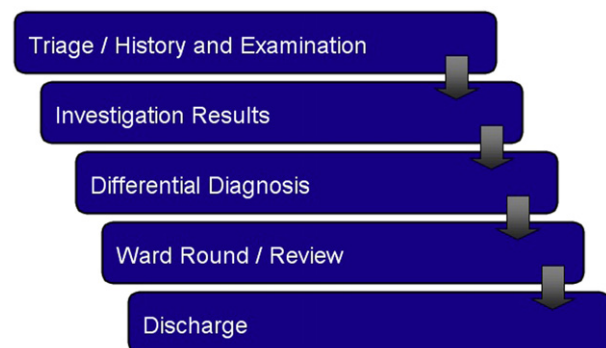 Triage / History and Examination
Investigation Results
Differential Diagnosis
Ward Round / Review
Discharge